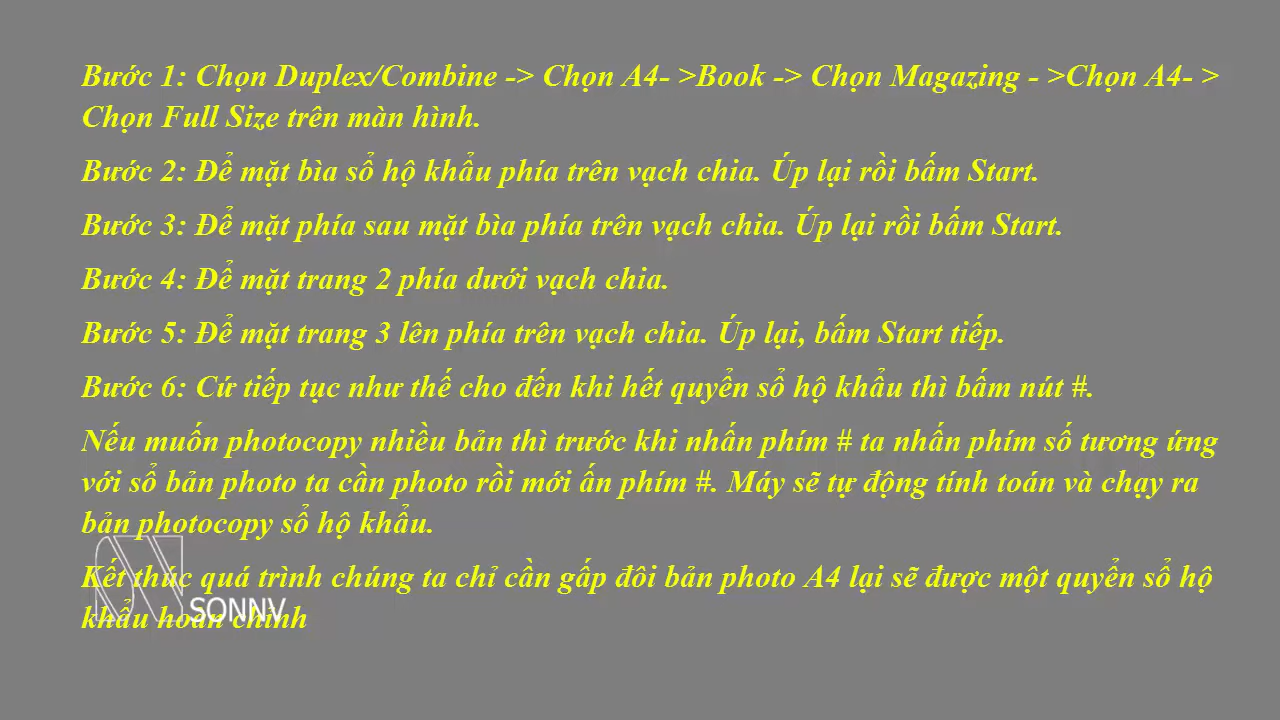 Bước 1: Chọn Duplex/Combine -> Chọn A4- >Book -> Chọn Magazing - >Chọn A4- >
Chọn Full Size trên màn hình.
Bước 2: Để mặt bìa sổ hộ khẩu phía trên vạch chia. Úp lại rồi bấm Start.
Bước 3: Để mặt phía sau mặt bìa phía trên vạch chia. Úp lại rồi bấm Start.
Bước 4: Để mặt trang 2 phía dưới vạch chia.
Bước 5: Để mặt trang 3 lên phía trên vạch chia. Úp lại, bấm Start tiếp.
Bước 6: Cứ tiếp tục như thế cho đến khi hết quyển sổ hộ khẩu thì bấm nút #.
Nếu muốn photocopy nhiều bản thì trước khi nhấn phím # ta nhấn phím số tương ứng
với sổ bản photo ta cần photo rồi mới ấn phím #. Máy sẽ tự động tính toán và chạy ra
bản photocopy sổ hộ khẩu.
Kết thúc quá trình chúng ta chỉ cần gấp đôi bản photo A4 lại sẽ được một quyển sổ hộ
khẩu hoàn chỉnh
SONNV